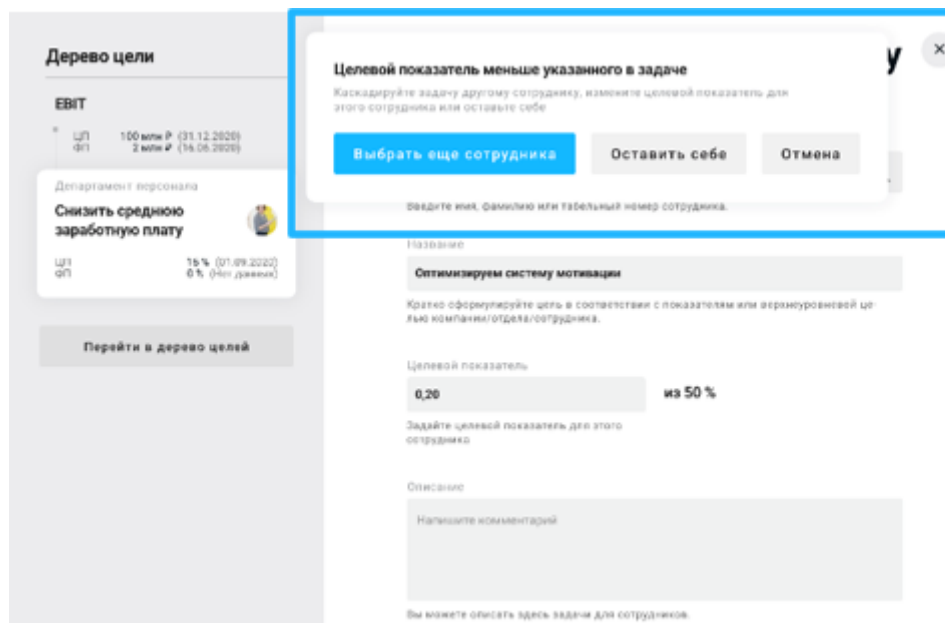 Дерево цели
EBIT
ЦП 100 млн ₽ (31.12.2020)
ФП 2 млн ₽ (16.06.2020)
Департамент персонала
Снизить среднюю
заработную плату
ЦП 15 % (01.09.2020)
ФП 0 % (Нет данных)
Перейти в дерево целей
у
Целевой показатель меньше указанного в задаче
Каскадируйте задачу другому сотруднику, измените целевой показатель для
этого сотрудника или оставьте себе
Выбрать еще сотрудника
Оставить себе
Отмена
Введите имя, фамилию или табельный номер сотрудника.
Название
Оптимизируем систему мотивации
Кратко сформулируйте цель в соответствии с показателям или верхнеуровневой це-
лью компании/отдела/сотрудника.
Целевой показатель
0,20 из 50 %
Задайте целевой показатель для этого
сотрудника
Описание
Напишите комментарий
Вы можете описать здесь задачи для сотрудников.